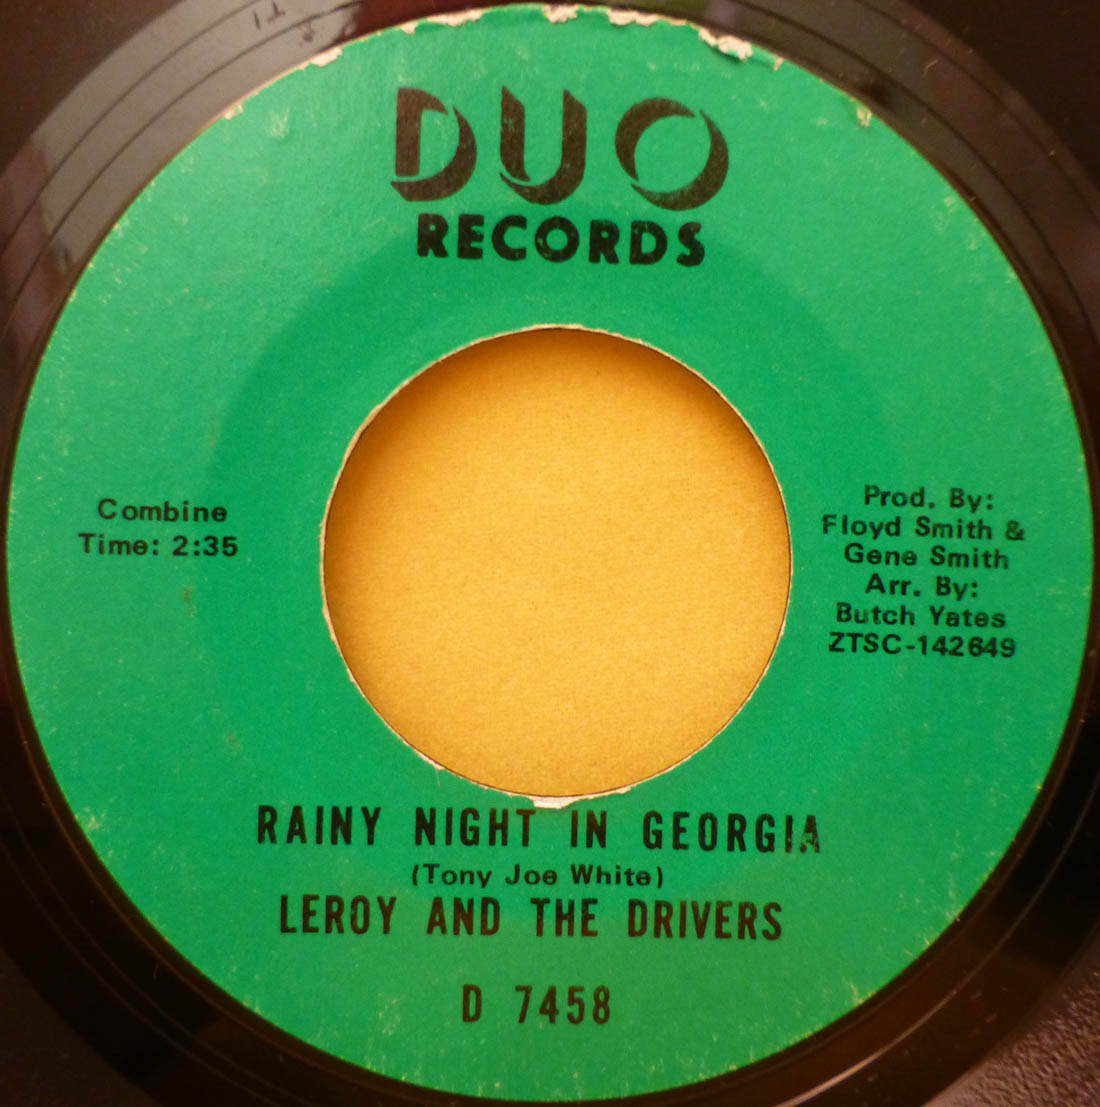 DUO
RECORDS
Combine
Time: 2:35
Prod. By:
Floyd Smith &
Gene Smith
Arr. By:
Butch Yates
ZTSC-142649
RAINY NIGHT IN GEORGIA
(Tony Joe White)
LEROY AND THE DRIVERS
D 7458